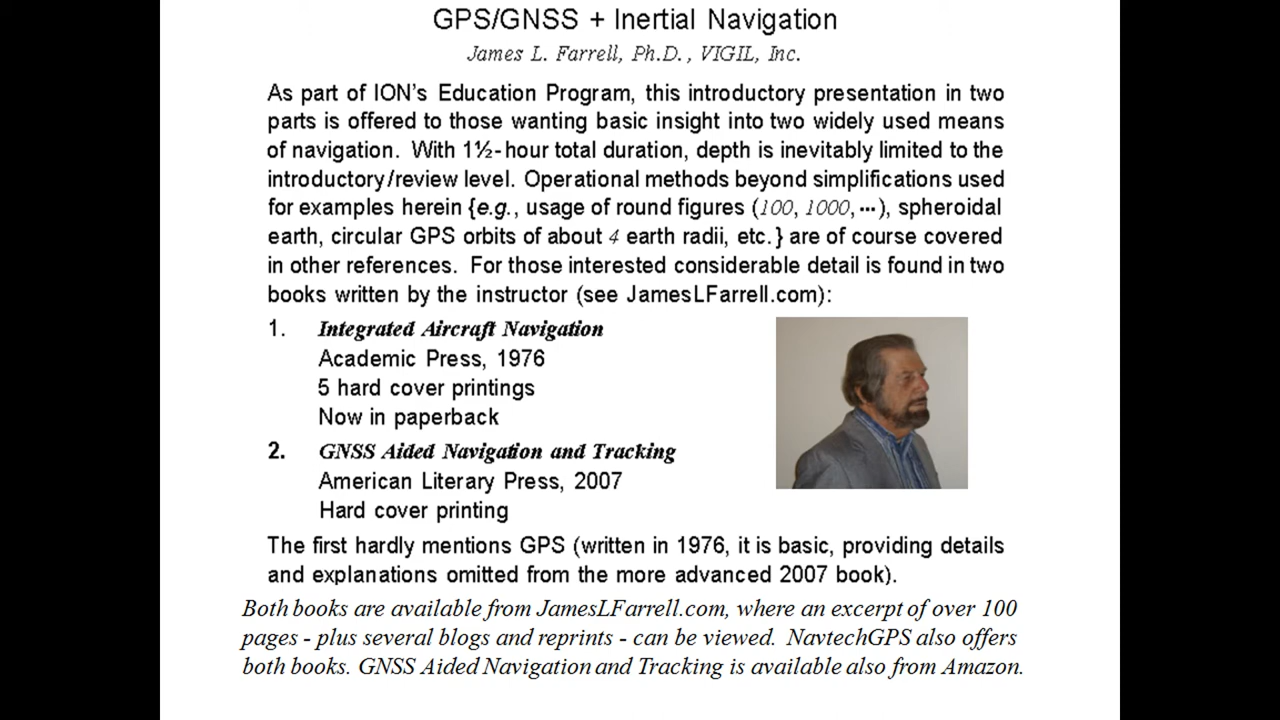 GPS/GNSS + Inertial Navigation
James L. Farrell, Ph.D., VIGIL, Inc.
As part of ION's Education Program, this introductory presentation in two
parts is offered to those wanting basic insight into two widely used means
of navigation. With 1½-hour total duration, depth is inevitably limited to the
introductory/review level. Operational methods beyond simplifications used
for examples herein {e.g., usage of round figures (100, 1000, ···), spheroidal
earth, circular GPS orbits of about 4 earth radii, etc.} are of course covered
in other references. For those interested considerable detail is found in two
books written by the instructor (see JamesLFarrell.com):
1. Integrated Aircraft Navigation
Academic Press, 1976
5 hard cover printings
Now in paperback
2. GNSS Aided Navigation and Tracking
American Literary Press, 2007
Hard cover printing
The first hardly mentions GPS (written in 1976, it is basic, providing details
and explanations omitted from the more advanced 2007 book).
Both books are available from JamesLFarrell.com, where an excerpt of over 100
pages - plus several blogs and reprints - can be viewed. NavtechGPS also offers
both books. GNSS Aided Navigation and Tracking is available also from Amazon.